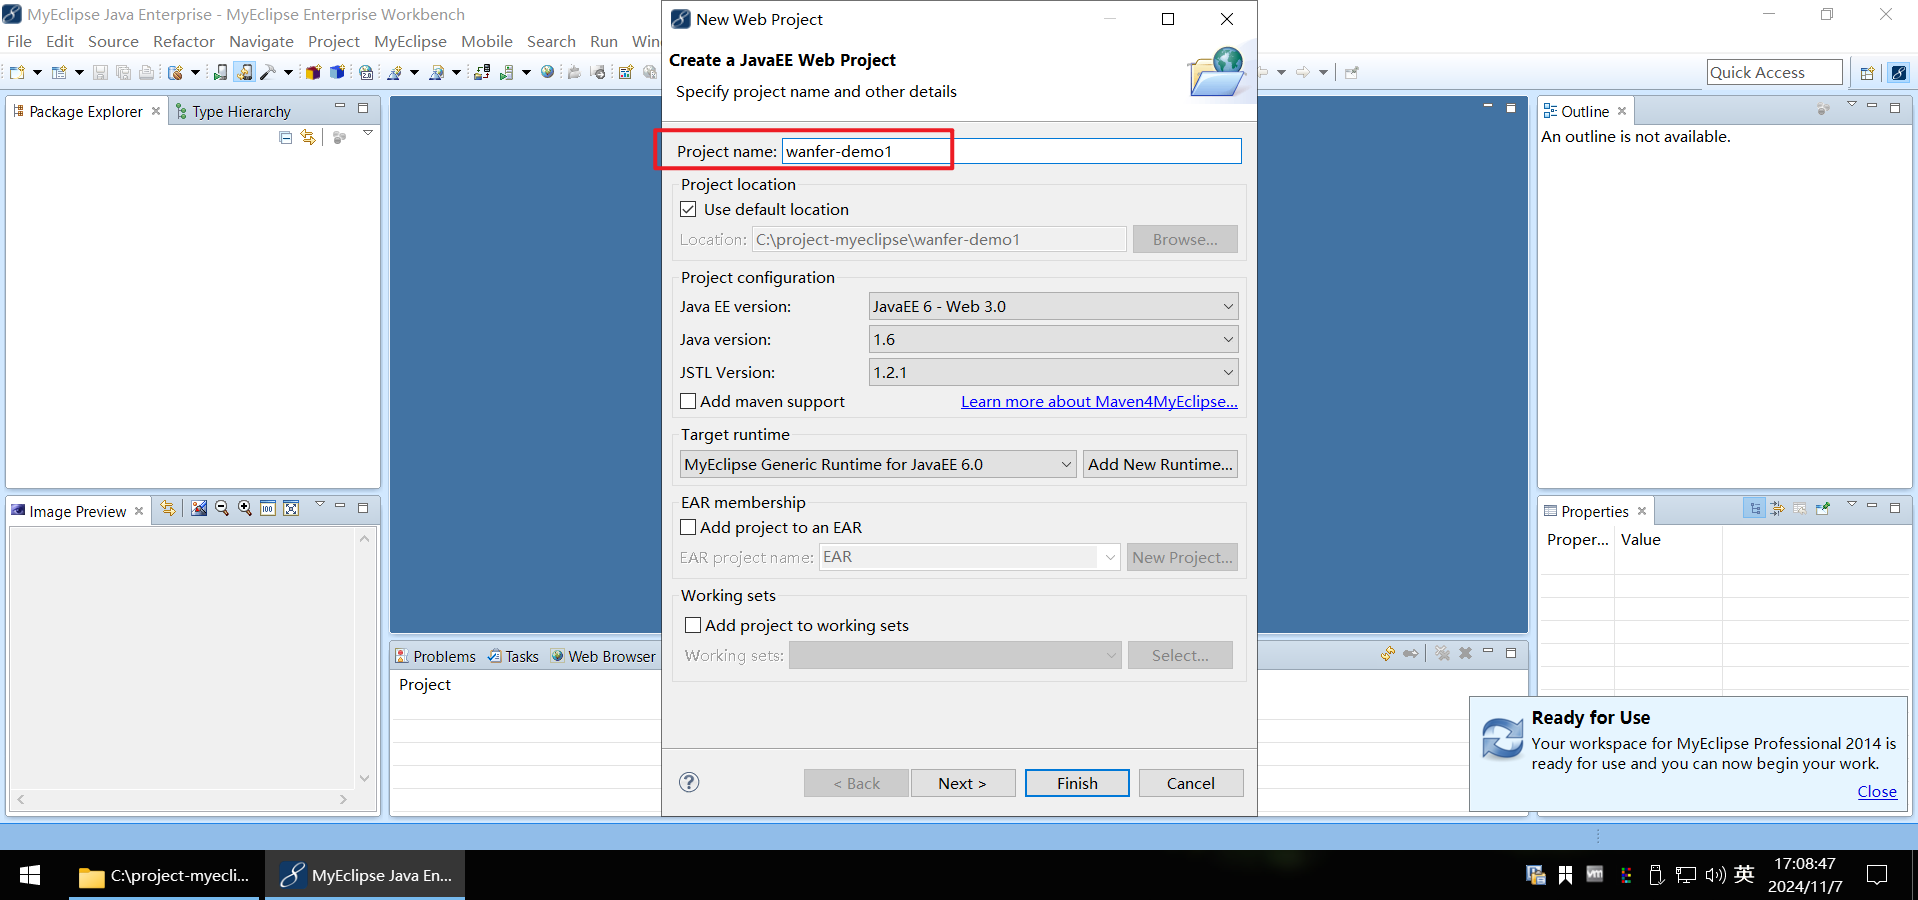 MyEclipse Java Enterprise - MyEclipse Enterprise Workbench
File Edit Source Refactor Navigate Project MyEclipse Mobile Search Run Win
Quick Access
Package Explorer
Type Hierarchy
Image Preview
New Web Project
Create a JavaEE Web Project
Specify project name and other details
Project name: wanfer-demo1
Project location
Use default location
Location: C:\project-myeclipse\wanfer-demo1 Browse...
Project configuration
Java EE version: JavaEE 6 - Web 3.0
Java version: 1.6
JSTL Version: 1.2.1
Add maven support Learn more about Maven4MyEclipse...
Target runtime
MyEclipse Generic Runtime for JavaEE 6.0 Add New Runtime...
EAR membership
Add project to an EAR
EAR project name: EAR New Project...
Working sets
Add project to working sets
Working sets: Select...
< Back Next > Finish Cancel
Problems Tasks Web Browser
Project
Outline
An outline is not available.
Properties
Proper... Value
Ready for Use
Your workspace for MyEclipse Professional 2014 is
ready for use and you can now begin your work.
Close
C:\project-myecli...
MyEclipse Java En...
英
17:08:47
2024/11/7